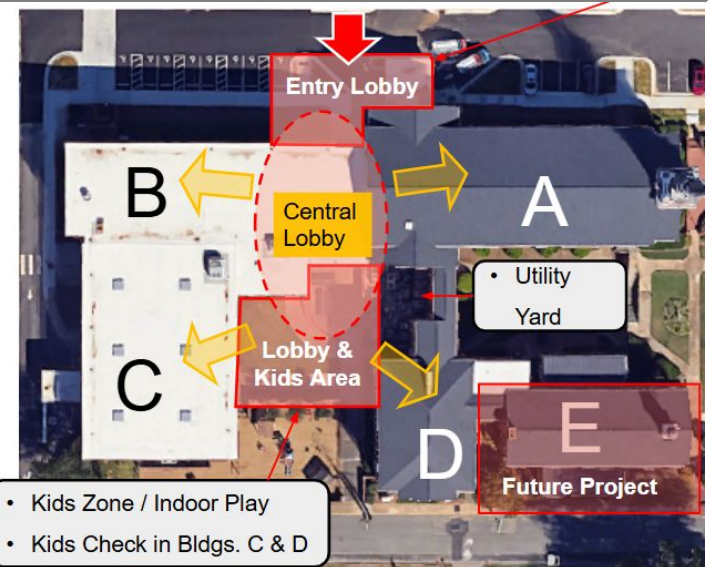 Entry Lobby
B
A
Central
Lobby
• Utility
Yard
Lobby &
Kids Area
C
D
E
Future Project
• Kids Zone / Indoor Play
• Kids Check in Bldgs. C & D